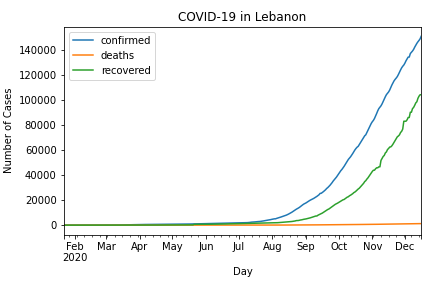 COVID-19 in Lebanon
confirmed
deaths
recovered
Number of Cases
140000
120000
100000
80000
60000
40000
20000
0
Feb Mar Apr May Jun Jul Aug Sep Oct Nov Dec
2020
Day